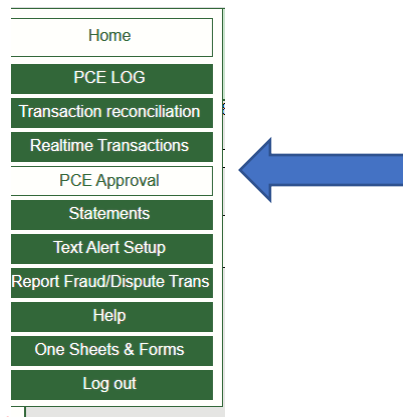 Home
PCE LOG
Transaction reconciliation
Realtime Transactions
PCE Approval
Statements
Text Alert Setup
Report Fraud/Dispute Trans
Help
One Sheets & Forms
Log out